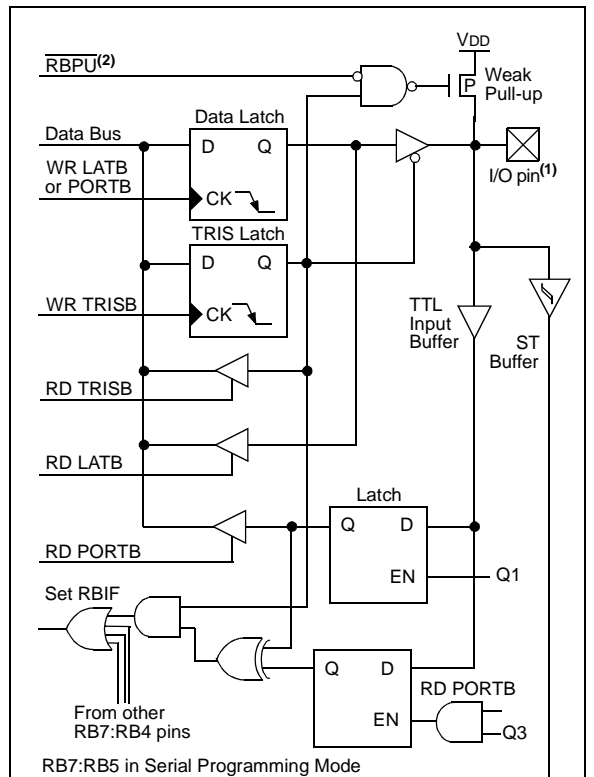 VDD
RBPU(2)
P
Weak
Pull-up
Data Latch
Data Bus
D
Q
WR LATB
or PORTB
CK
I/O pin(1)
TRIS Latch
D
Q
WR TRISB
CK
TTL
Input
Buffer
ST
Buffer
RD TRISB
RD LATB
Latch
Q
D
RD PORTB
EN
Q1
Set RBIF
Q
D
RD PORTB
EN
Q3
From other
RB7:RB4 pins
RB7:RB5 in Serial Programming Mode